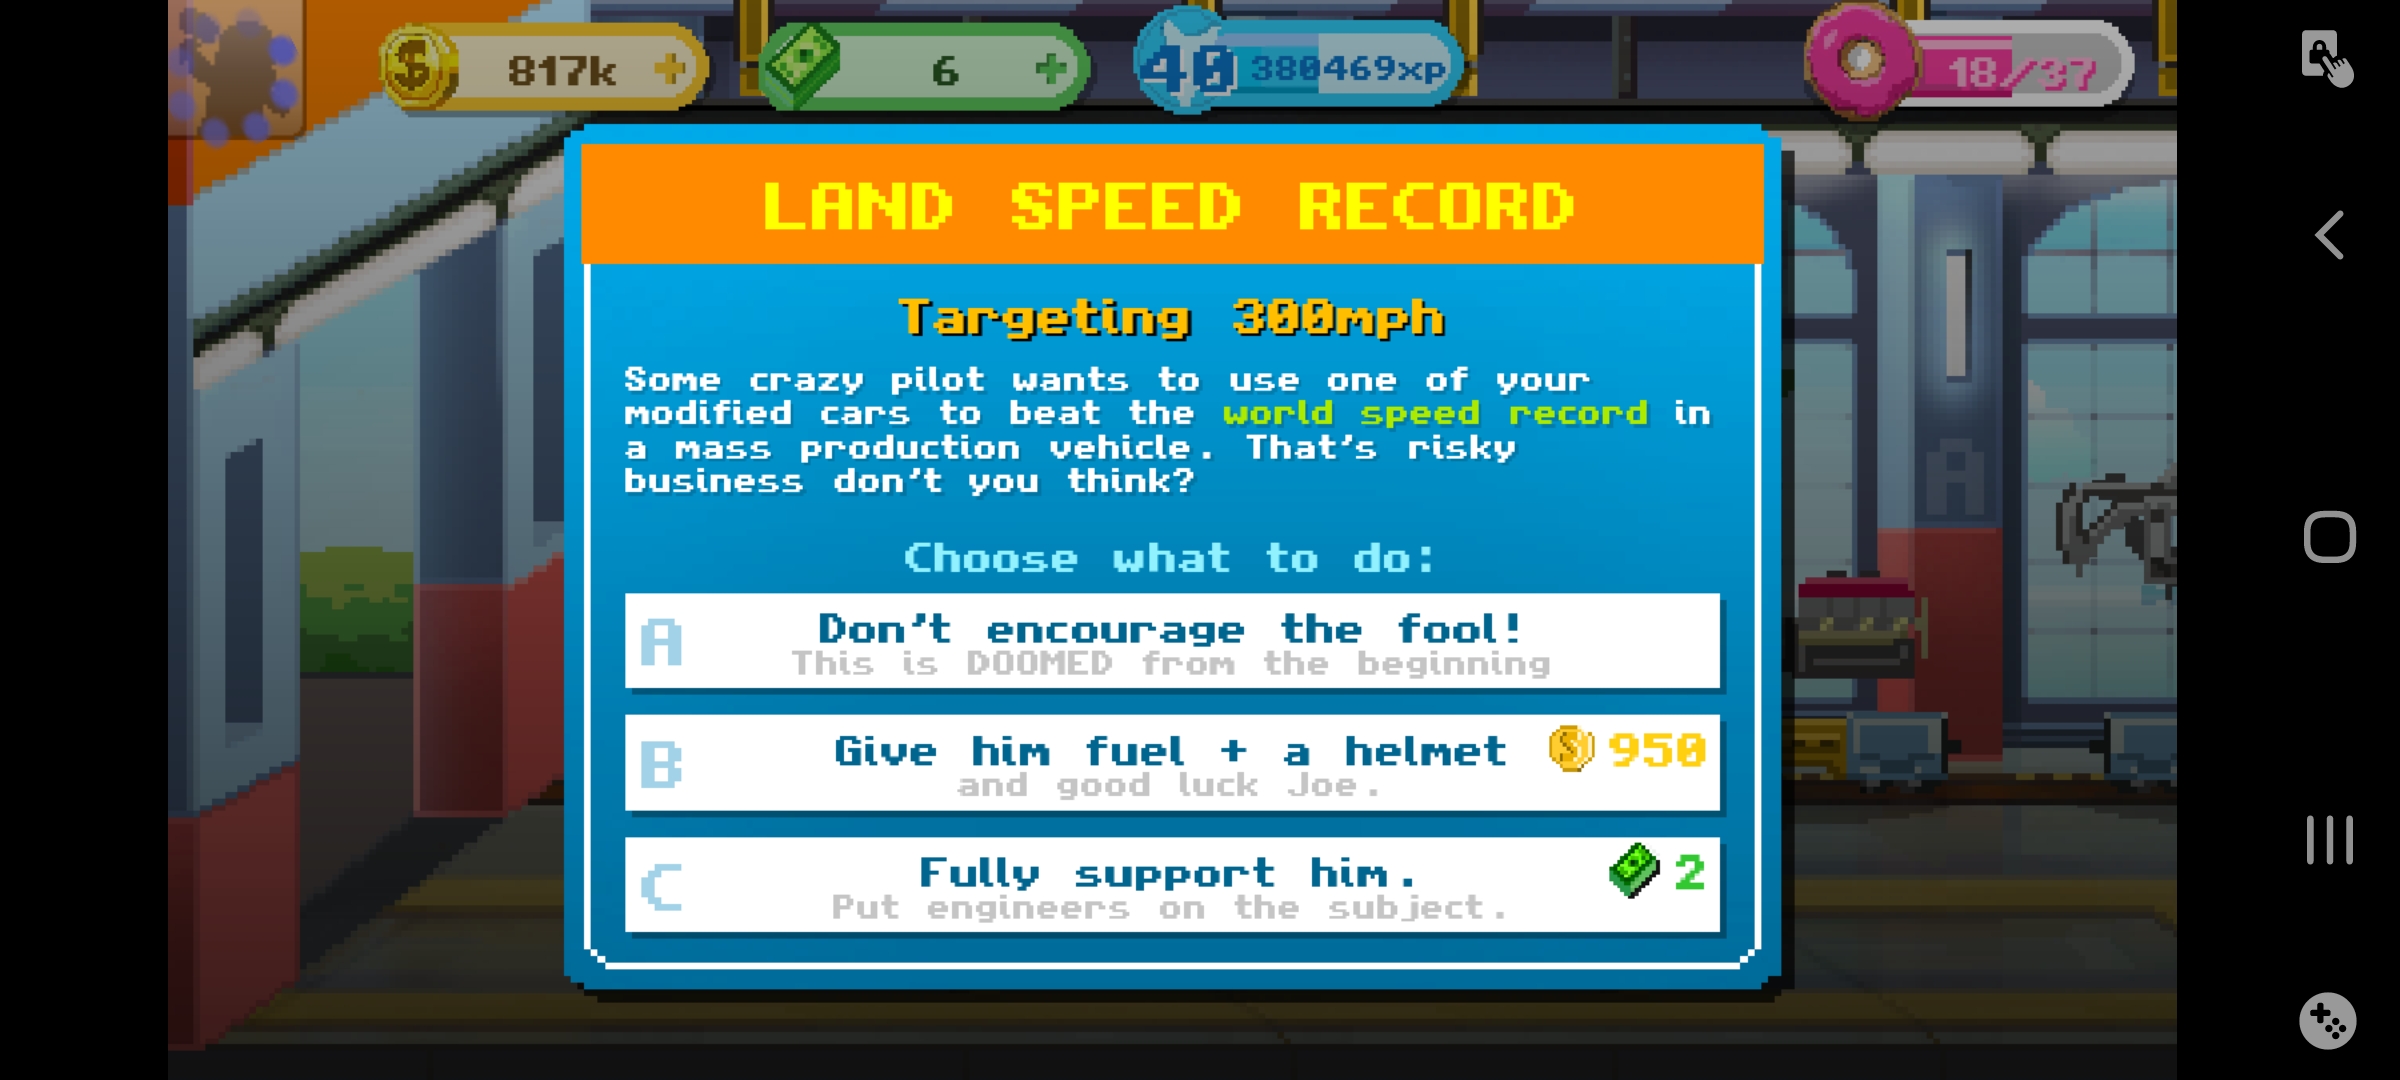 817k
6
40 380469xp
18/37
LAND SPEED RECORD
Targeting 300mph
Some crazy pilot wants to use one of your
modified cars to beat the world speed record in
a mass production vehicle. That's risky
business don't you think?
Choose what to do:
A Don't encourage the fool!
This is DOOMED from the beginning
B Give him fuel + a helmet 950
and good luck Joe.
C Fully support him. 2
Put engineers on the subject.
A